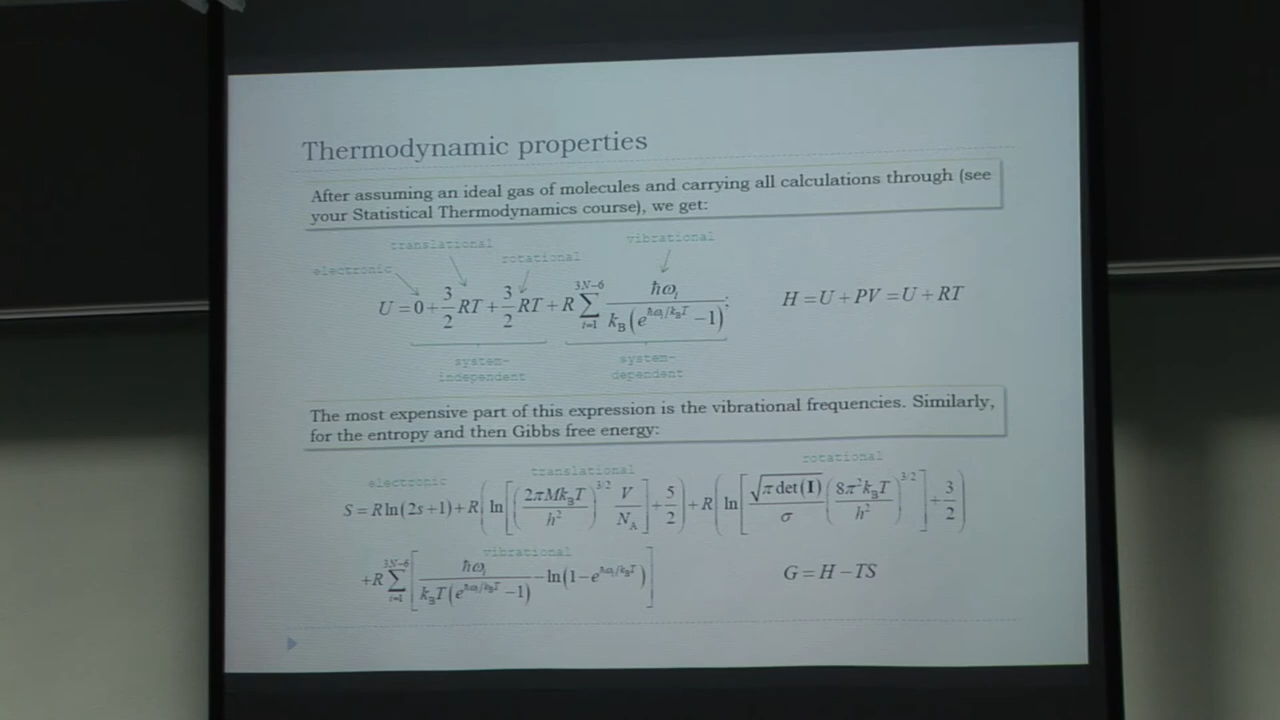 Thermodynamic properties
After assuming an ideal gas of molecules and carrying all calculations through (see
your Statistical Thermodynamics course), we get:
translational
vibrational
rotational
electronic
U = 0 + 3/2 RT + 3/2 RT + R ∑_{i=1}^{3N−6} ħω_i / k_B(e^{ħω_i/k_BT} − 1);
H = U + PV = U + RT
system-
independent
system-
dependent
The most expensive part of this expression is the vibrational frequencies. Similarly,
for the entropy and then Gibbs free energy:
electronic
translational
rotational
S = R ln(2s+1) + R( ln[ (2πMk_BT / h²)^{3/2} V/N_A ] + 5/2 ) + R( ln[ √(π det(I)) / σ (8π²k_BT / h²)^{3/2} ] + 3/2 )
vibrational
+R ∑_{i=1}^{3N−6} [ ħω_i / k_BT(e^{ħω_i/k_BT} − 1) − ln(1 − e^{ħω_i/k_BT}) ]
G = H − TS